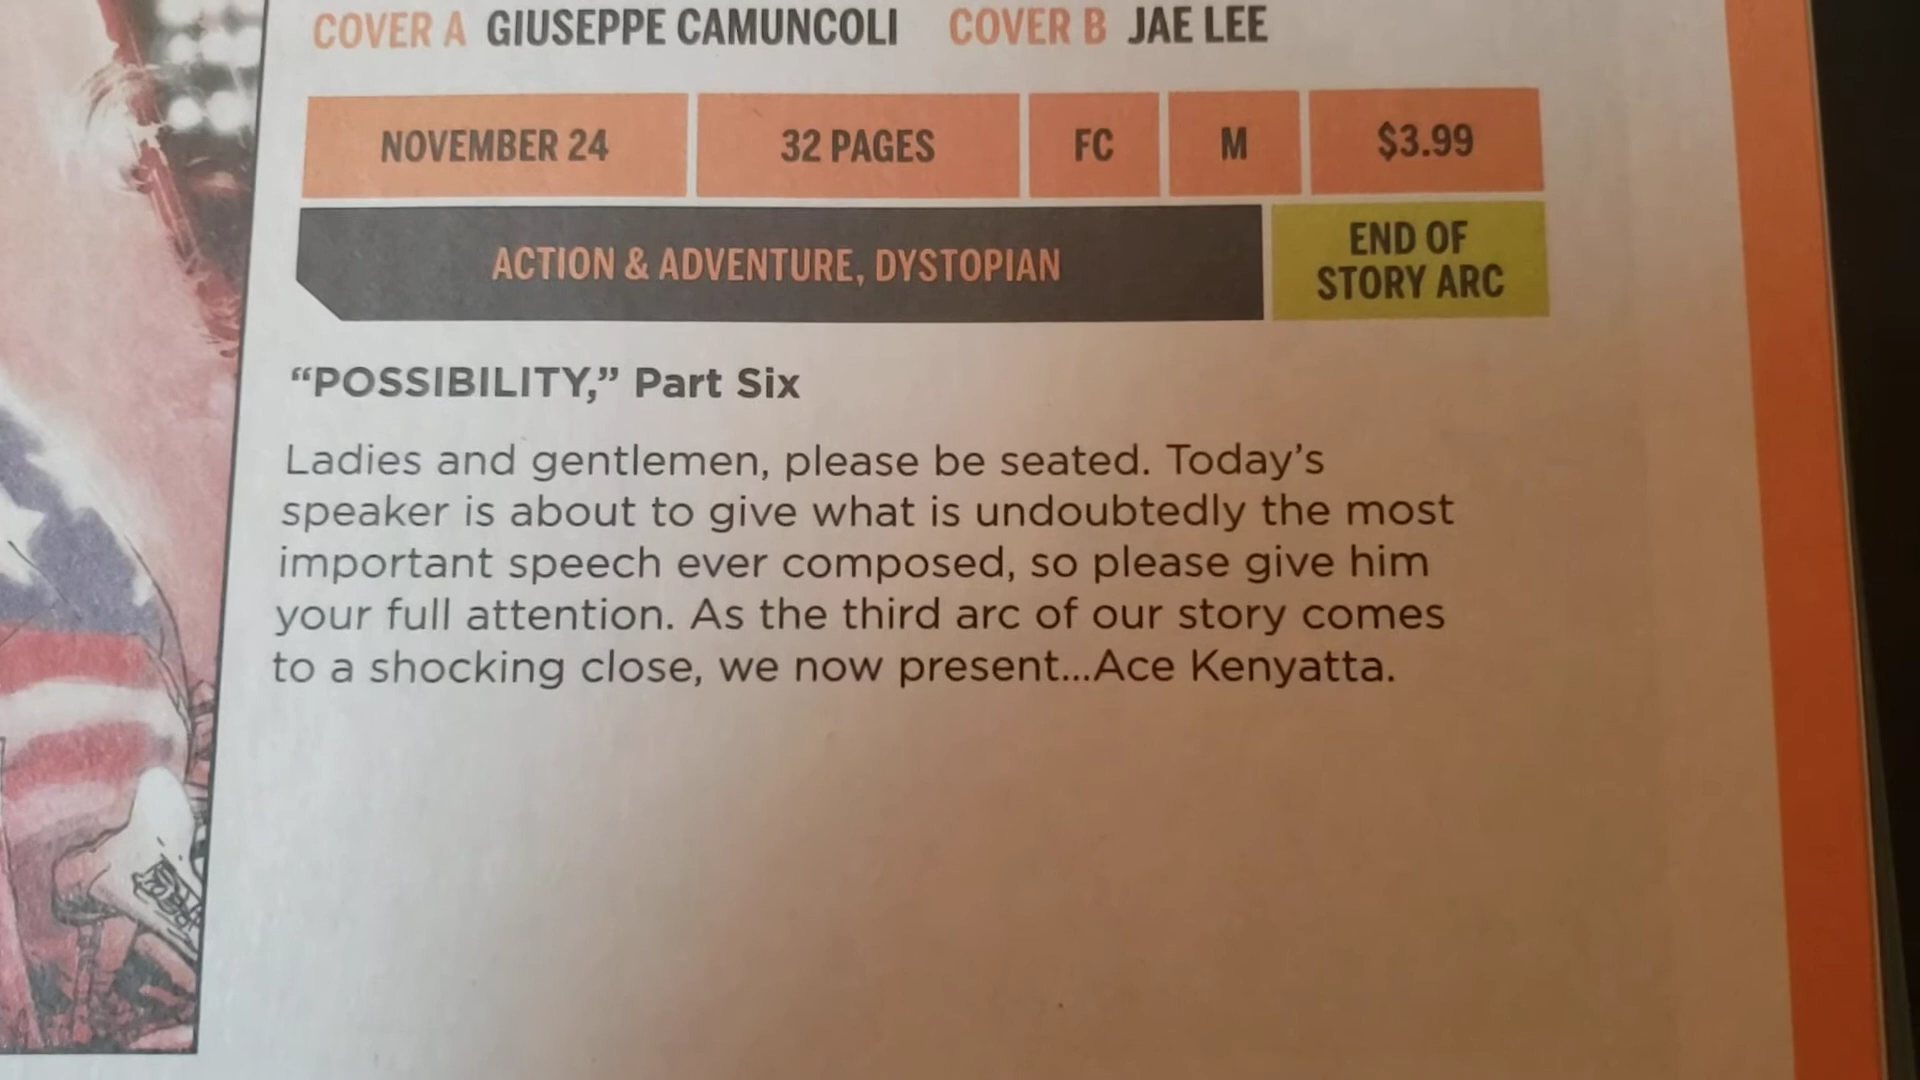 COVER A GIUSEPPE CAMUNCOLI COVER B JAE LEE
NOVEMBER 24 32 PAGES FC M $3.99
ACTION & ADVENTURE, DYSTOPIAN
END OF
STORY ARC
“POSSIBILITY,” Part Six
Ladies and gentlemen, please be seated. Today’s
speaker is about to give what is undoubtedly the most
important speech ever composed, so please give him
your full attention. As the third arc of our story comes
to a shocking close, we now present...Ace Kenyatta.